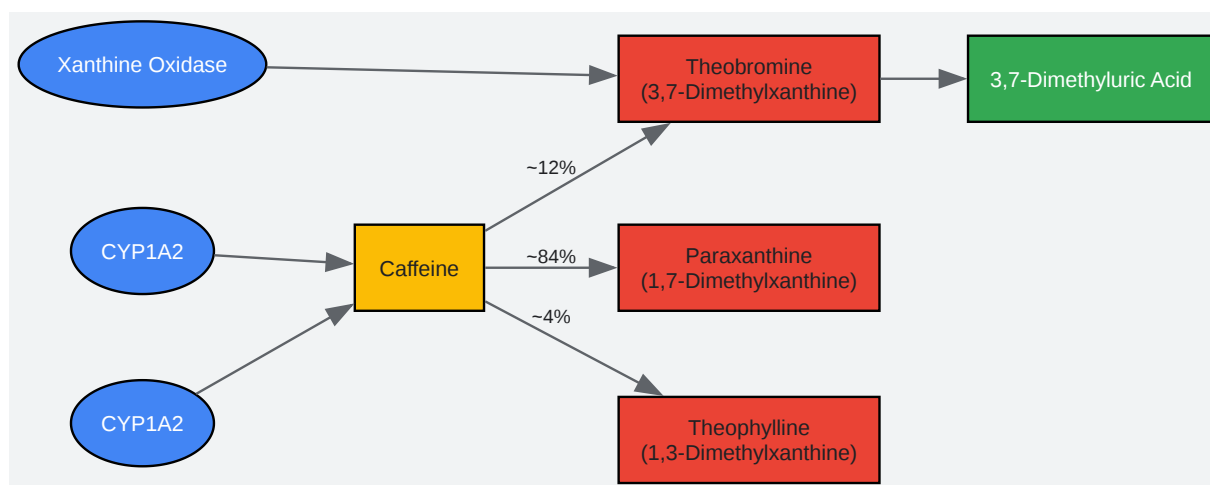 Xanthine Oxidase
Theobromine
(3,7-Dimethylxanthine)
3,7-Dimethyluric Acid
~12%
CYP1A2
Caffeine
~84%
Paraxanthine
(1,7-Dimethylxanthine)
~4%
CYP1A2
Theophylline
(1,3-Dimethylxanthine)